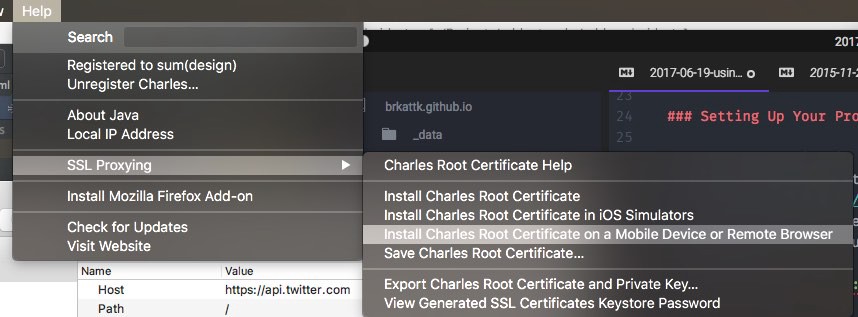 Help
2017
Search
Registered to sum(design)
Unregister Charles...
2017-06-19-usin...
2015-11-2
23
brkattk.github.io
24 ### Setting Up Your Pro
About Java
Local IP Address
_data
25
SSL Proxying
Charles Root Certificate Help
Install Mozilla Firefox Add-on
Install Charles Root Certificate
Install Charles Root Certificate in iOS Simulators
Check for Updates
Install Charles Root Certificate on a Mobile Device or Remote Browser
Visit Website
Save Charles Root Certificate...
Name Value
Host https://api.twitter.com
Export Charles Root Certificate and Private Key...
Path /
View Generated SSL Certificates Keystore Password